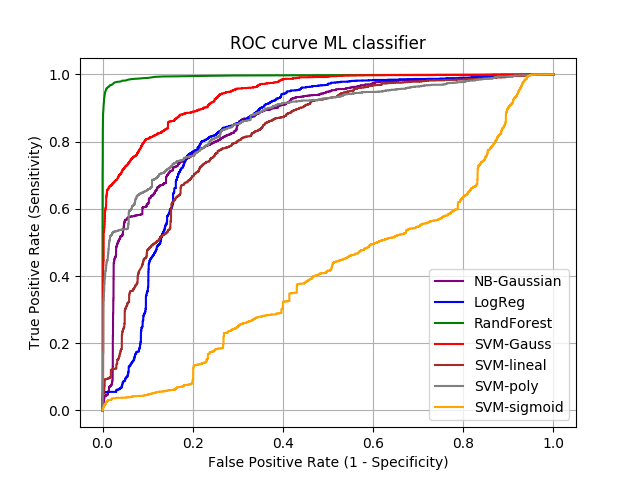 ROC curve ML classifier
True Positive Rate (Sensitivity)
1.0
0.8
0.6
0.4
0.2
0.0
NB-Gaussian
LogReg
RandForest
SVM-Gauss
SVM-lineal
SVM-poly
SVM-sigmoid
0.0 0.2 0.4 0.6 0.8 1.0
False Positive Rate (1 - Specificity)